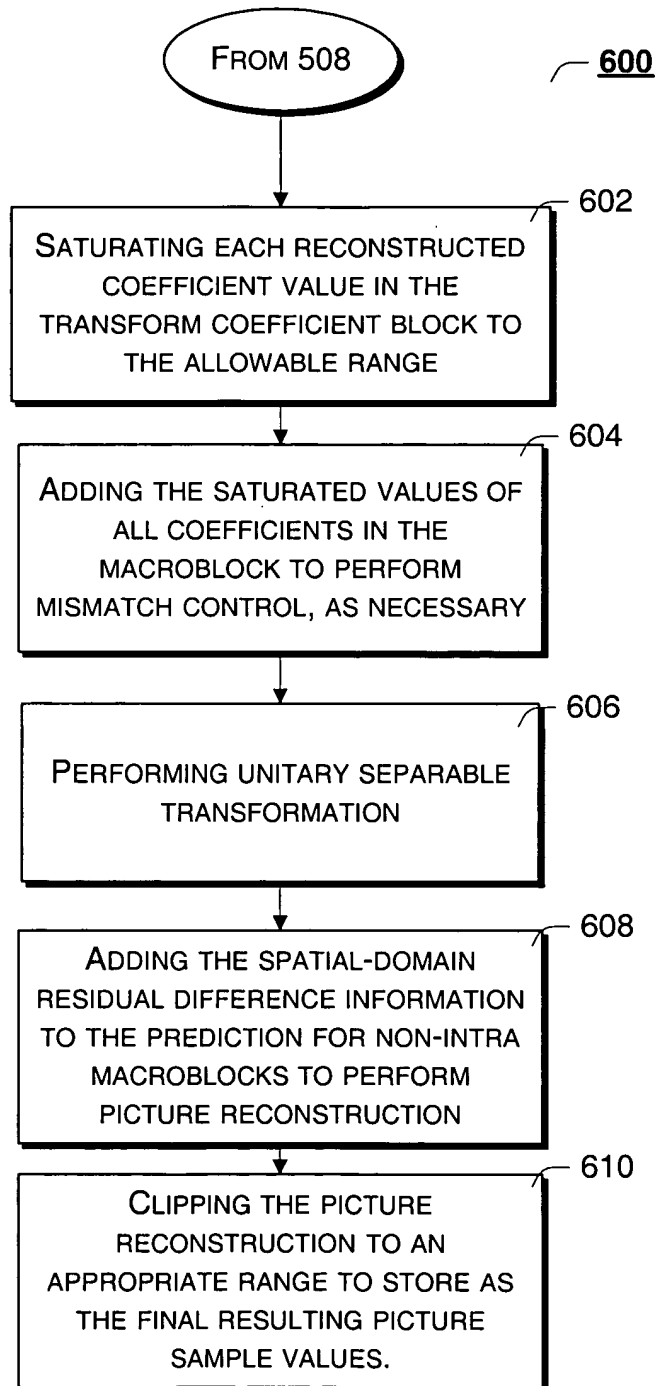 FROM 508
600
602
SATURATING EACH RECONSTRUCTED
COEFFICIENT VALUE IN THE
TRANSFORM COEFFICIENT BLOCK TO
THE ALLOWABLE RANGE
604
ADDING THE SATURATED VALUES OF
ALL COEFFICIENTS IN THE
MACROBLOCK TO PERFORM
MISMATCH CONTROL, AS NECESSARY
606
PERFORMING UNITARY SEPARABLE
TRANSFORMATION
608
ADDING THE SPATIAL-DOMAIN
RESIDUAL DIFFERENCE INFORMATION
TO THE PREDICTION FOR NON-INTRA
MACROBLOCKS TO PERFORM
PICTURE RECONSTRUCTION
610
CLIPPING THE PICTURE
RECONSTRUCTION TO AN
APPROPRIATE RANGE TO STORE AS
THE FINAL RESULTING PICTURE
SAMPLE VALUES.